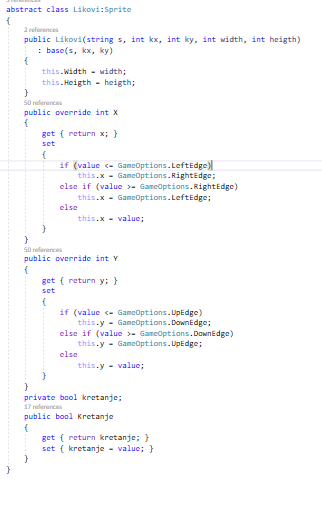 abstract class Likovi:Sprite
{
2 references
public Likovi(string s, int kx, int ky, int width, int heigth)
: base(s, kx, ky)
{
this.Width = width;
this.Heigth = heigth;
}
50 references
public override int X
{
get { return x; }
set
{
if (value <= GameOptions.LeftEdge)
this.x = GameOptions.RightEdge;
else if (value >= GameOptions.RightEdge)
this.x = GameOptions.LeftEdge;
else
this.x = value;
}
}
50 references
public override int Y
{
get { return y; }
set
{
if (value <= GameOptions.UpEdge)
this.y = GameOptions.DownEdge;
else if (value >= GameOptions.DownEdge)
this.y = GameOptions.UpEdge;
else
this.y = value;
}
}
private bool kretanje;
17 references
public bool Kretanje
{
get { return kretanje; }
set { kretanje = value; }
}
}